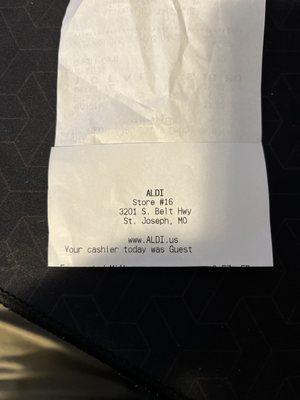 ALDI
Store #16
3201 S. Belt Hwy
St. Joseph, MO
www.ALDI.us
Your cashier today was Guest